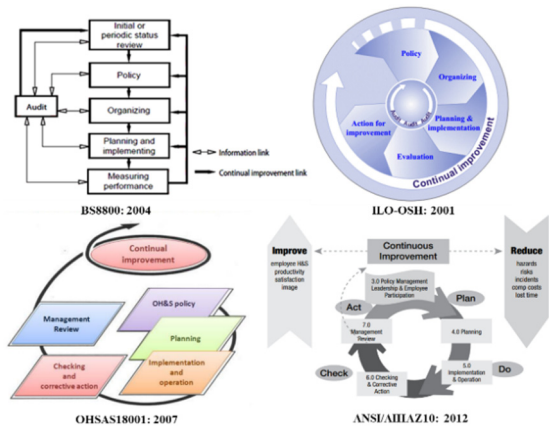 Initial or
periodic status
review
Policy
Audit
Organizing
Planning and
implementing
Measuring
performance
Information link
Continual improvement link
BS8800: 2004
Policy
Organizing
Planning &
implementation
Evaluation
Action for
improvement
Continual improvement
ILO-OSH: 2001
Continual
improvement
OH&S policy
Planning
Implementation
and
operation
Checking
and
corrective action
Management
Review
OHSAS18001: 2007
Improve
employee H&S
productivity
satisfaction
image
Continuous
Improvement
Reduce
hazards
risks
incidents
comp costs
lost time
3.0 Policy Management
Leadership & Employee
Participation
Act
Plan
7.0
Management
Review
4.0 Planning
Check
6.0 Checking
& Corrective
Action
5.0
Implementation
& Operation
Do
ANSI/AIHAZ10: 2012